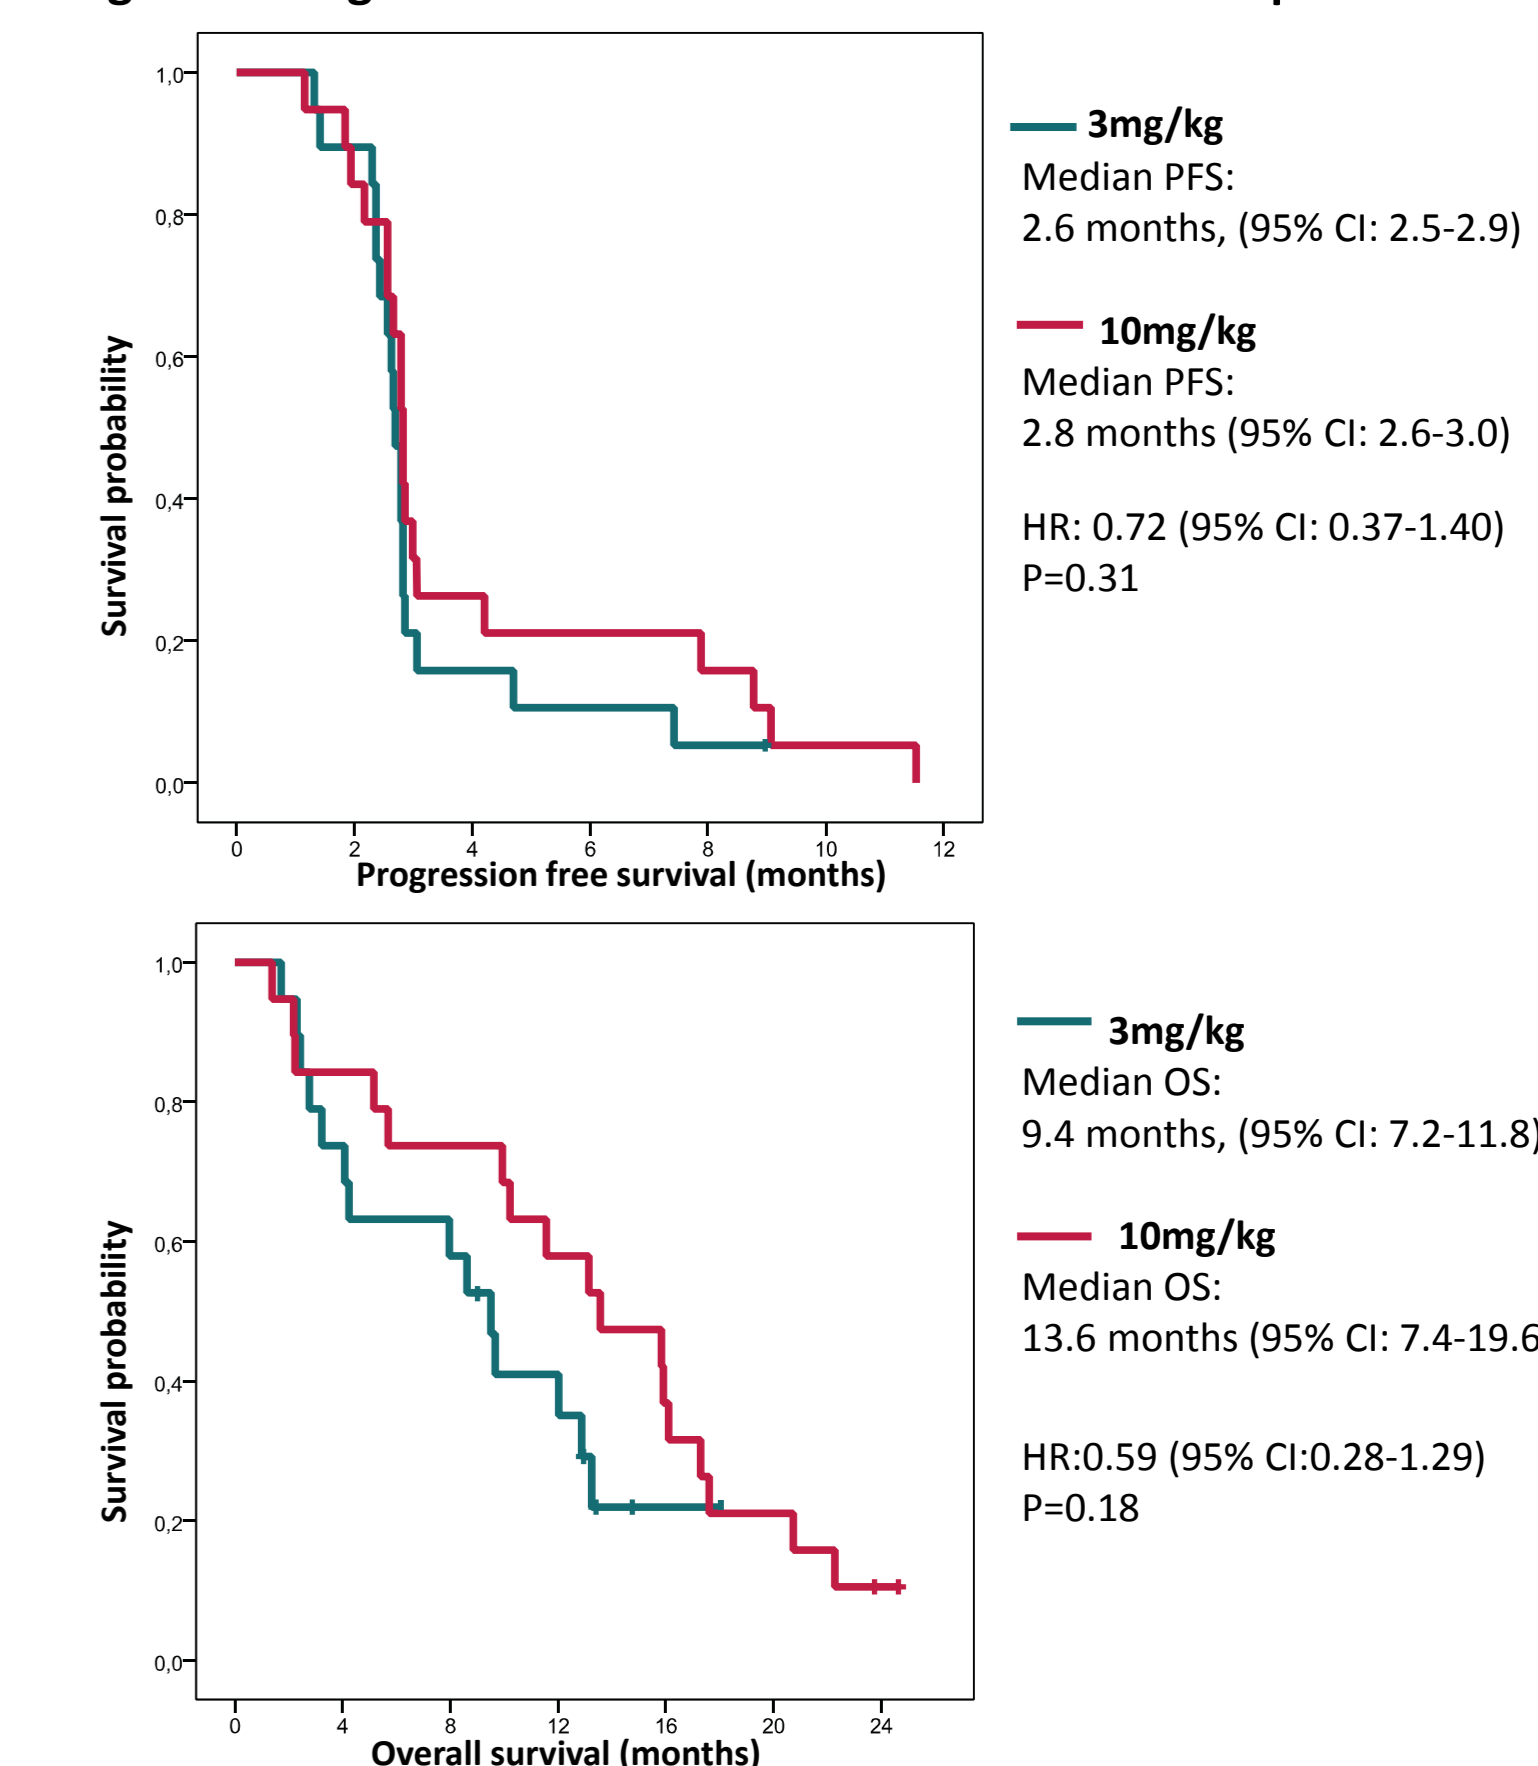 1,0
0,8
0,6
0,4
0,2
0,0
Survival probability
0 2 4 6 8 10 12
Progression free survival (months)
3mg/kg
Median PFS:
2.6 months, (95% CI: 2.5-2.9)
10mg/kg
Median PFS:
2.8 months (95% CI: 2.6-3.0)
HR: 0.72 (95% CI: 0.37-1.40)
P=0.31
1,0
0,8
0,6
0,4
0,2
0,0
Survival probability
0 4 8 12 16 20 24
Overall survival (months)
3mg/kg
Median OS:
9.4 months, (95% CI: 7.2-11.8)
10mg/kg
Median OS:
13.6 months (95% CI: 7.4-19.6
HR:0.59 (95% CI:0.28-1.29)
P=0.18